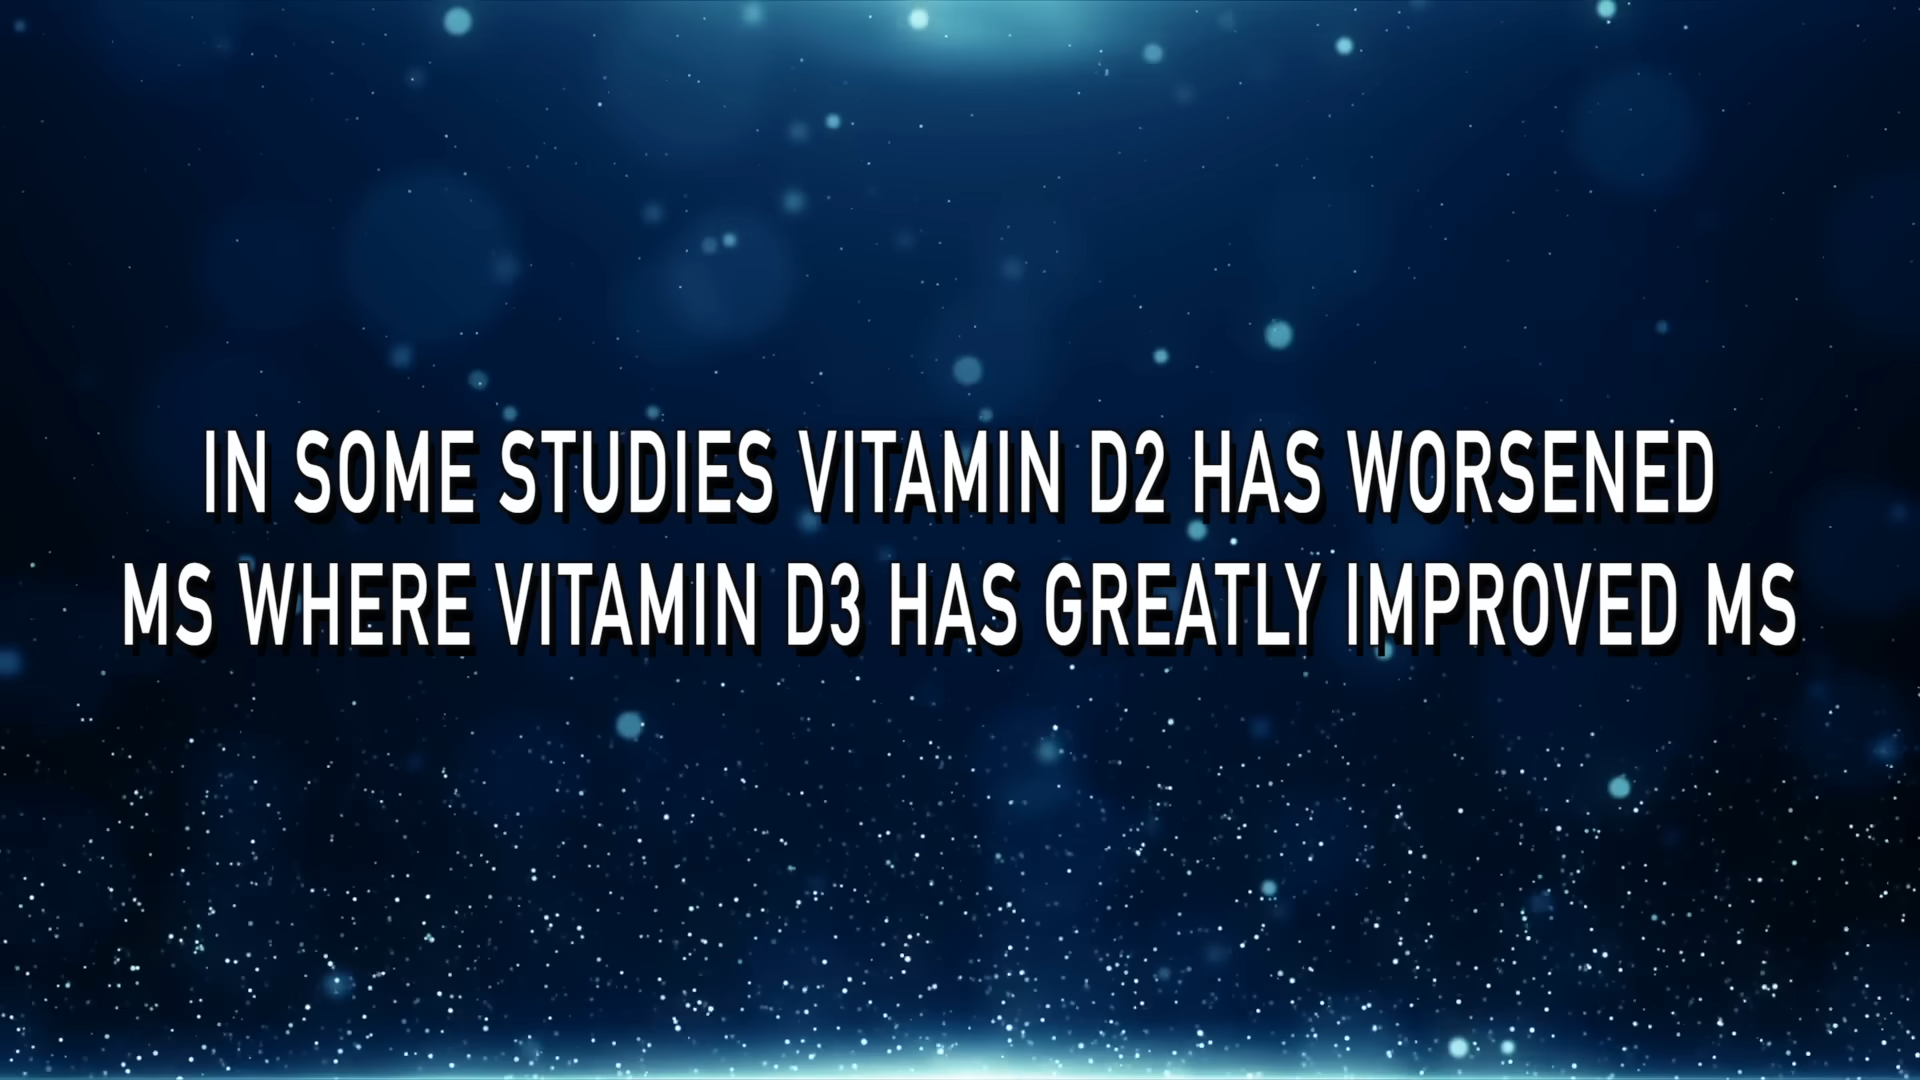 IN SOME STUDIES VITAMIN D2 HAS WORSENED
MS WHERE VITAMIN D3 HAS GREATLY IMPROVED MS